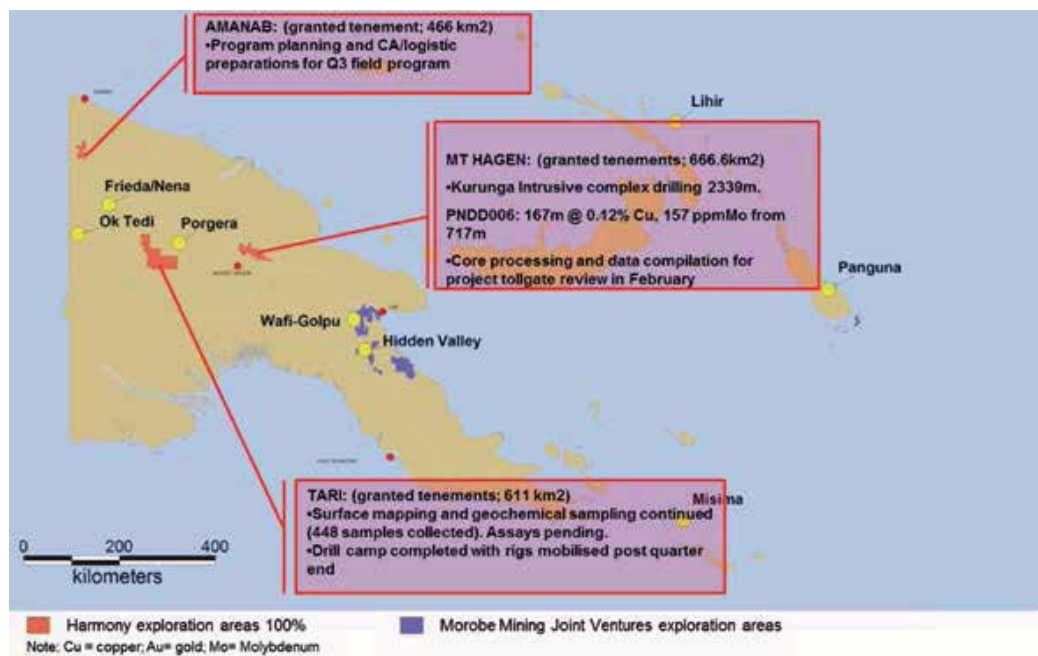 AMANAB: (granted tenement; 466 km2)
•Program planning and CA/logistic
preparations for Q3 field program
Lihir
MT HAGEN: (granted tenements; 666.6km2)
•Kurunga Intrusive complex drilling 2339m.
PNDD006: 167m @ 0.12% Cu, 157 ppmMo from
717m
•Core processing and data compilation for
project tollgate review in February
Frieda/Nena
Ok Tedi
Porgera
Panguna
Wafi-Golpu
Hidden Valley
TARI: (granted tenements; 611 km2)
•Surface mapping and geochemical sampling continued
(448 samples collected). Assays pending.
•Drill camp completed with rigs mobilised post quarter
end
Misima
0 200 400
kilometers
Harmony exploration areas 100%
Morobe Mining Joint Ventures exploration areas
Note: Cu = copper; Au= gold; Mo= Molybdenum